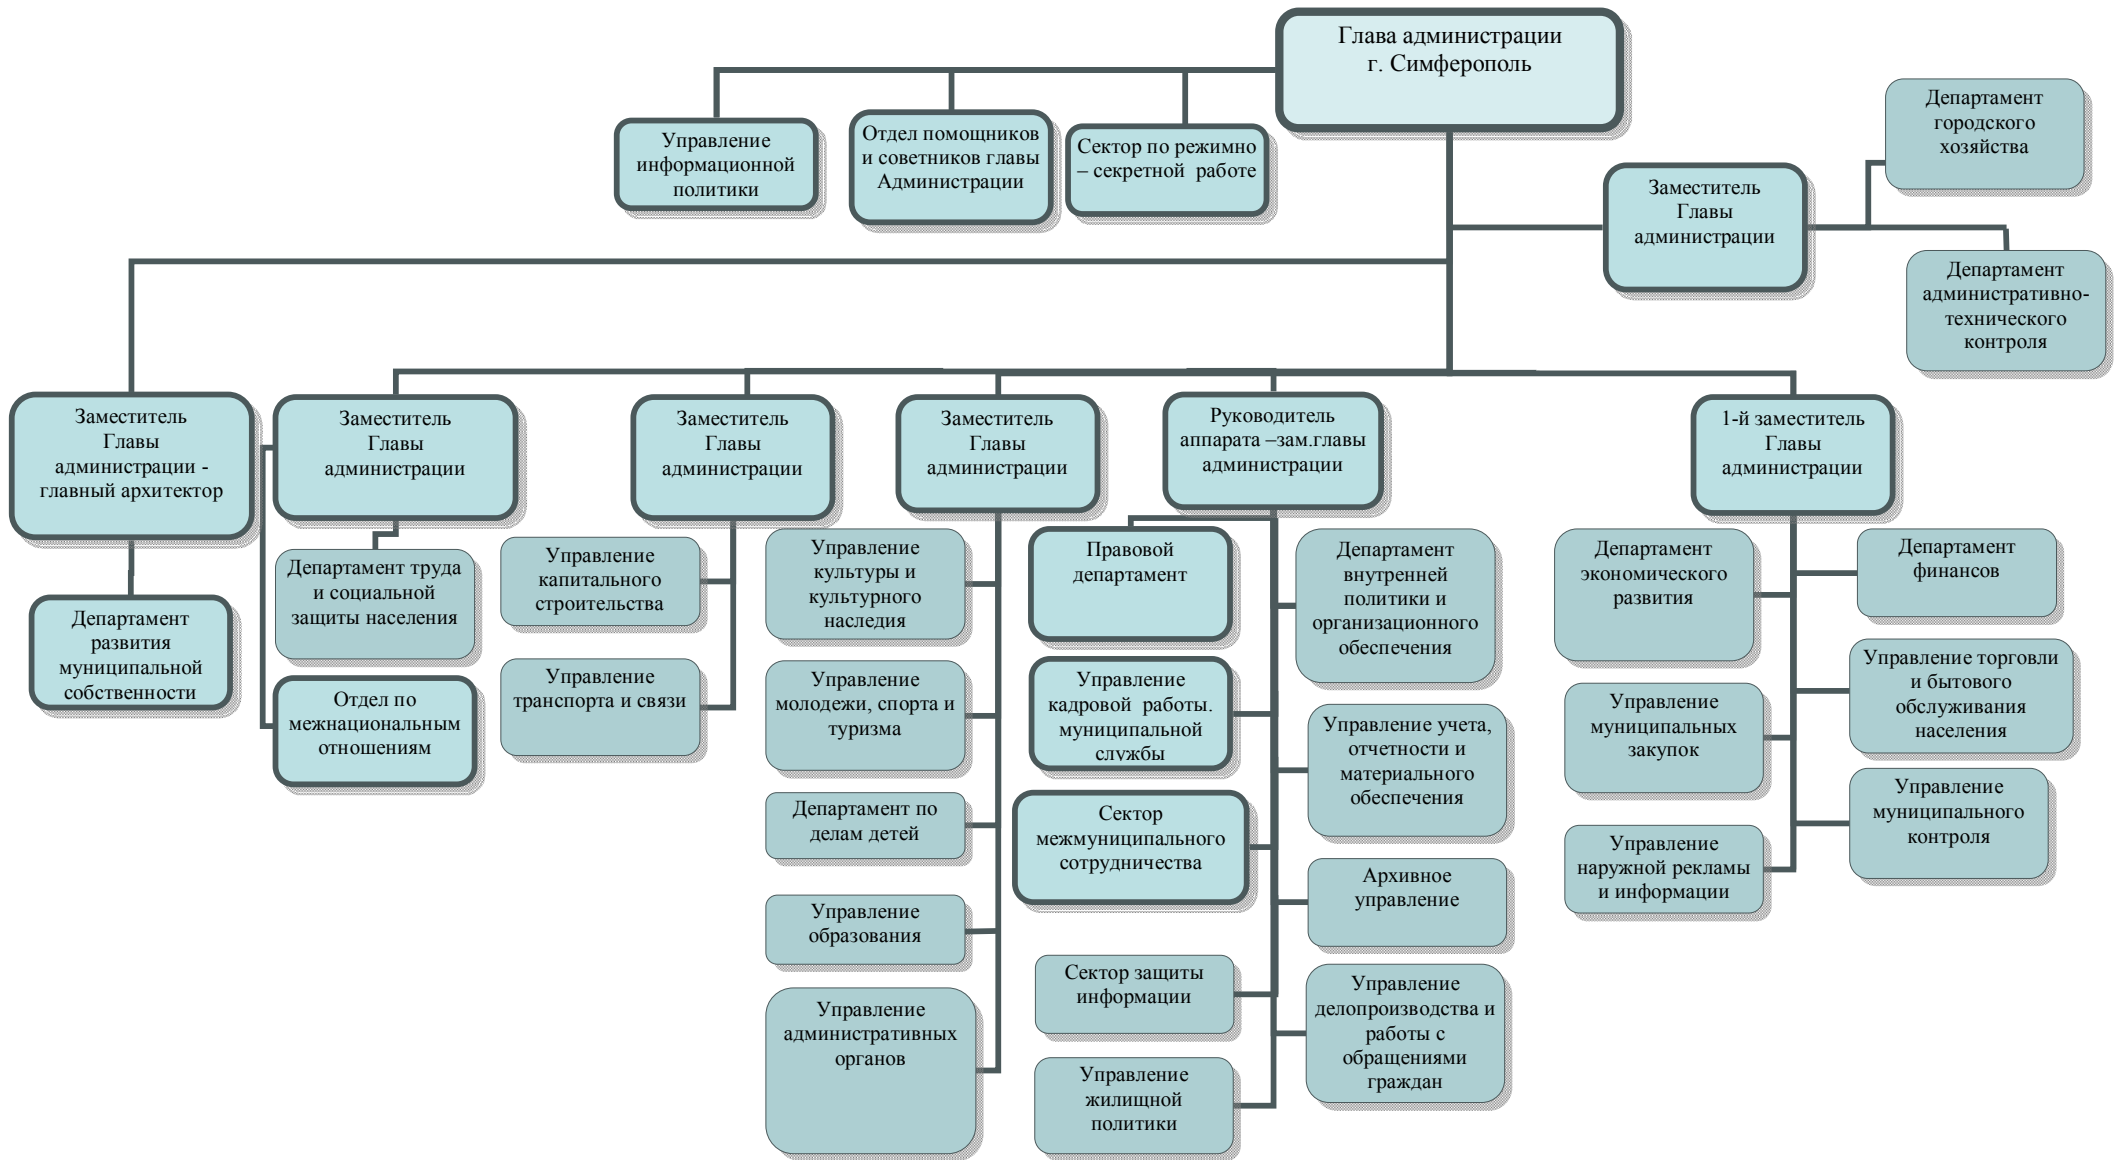 Глава администрации
г. Симферополь
Управление
информационной
политики
Отдел помощников
и советников главы
Администрации
Сектор по режимно
– секретной работе
Заместитель
Главы
администрации
Департамент
городского
хозяйства
Департамент
административно-
технического
контроля
Заместитель
Главы
администрации -
главный архитектор
Заместитель
Главы
администрации
Заместитель
Главы
администрации
Заместитель
Главы
администрации
Руководитель
аппарата –зам.главы
администрации
1-й заместитель
Главы
администрации
Департамент
развития
муниципальной
собственности
Департамент труда
и социальной
защиты населения
Отдел по
межнациональным
отношениям
Управление
капитального
строительства
Управление
транспорта и связи
Управление
культуры и
культурного
наследия
Управление
молодежи, спорта и
туризма
Департамент по
делам детей
Управление
образования
Управление
административных
органов
Правовой
департамент
Управление
кадровой работы.
муниципальной
службы
Сектор
межмуниципального
сотрудничества
Сектор защиты
информации
Управление
жилищной
политики
Департамент
внутренней
политики и
организационного
обеспечения
Управление учета,
отчетности и
материального
обеспечения
Архивное
управление
Управление
делопроизводства и
работы с
обращениями
граждан
Департамент
экономического
развития
Управление
муниципальных
закупок
Управление
наружной рекламы
и информации
Департамент
финансов
Управление торговли
и бытового
обслуживания
населения
Управление
муниципального
контроля